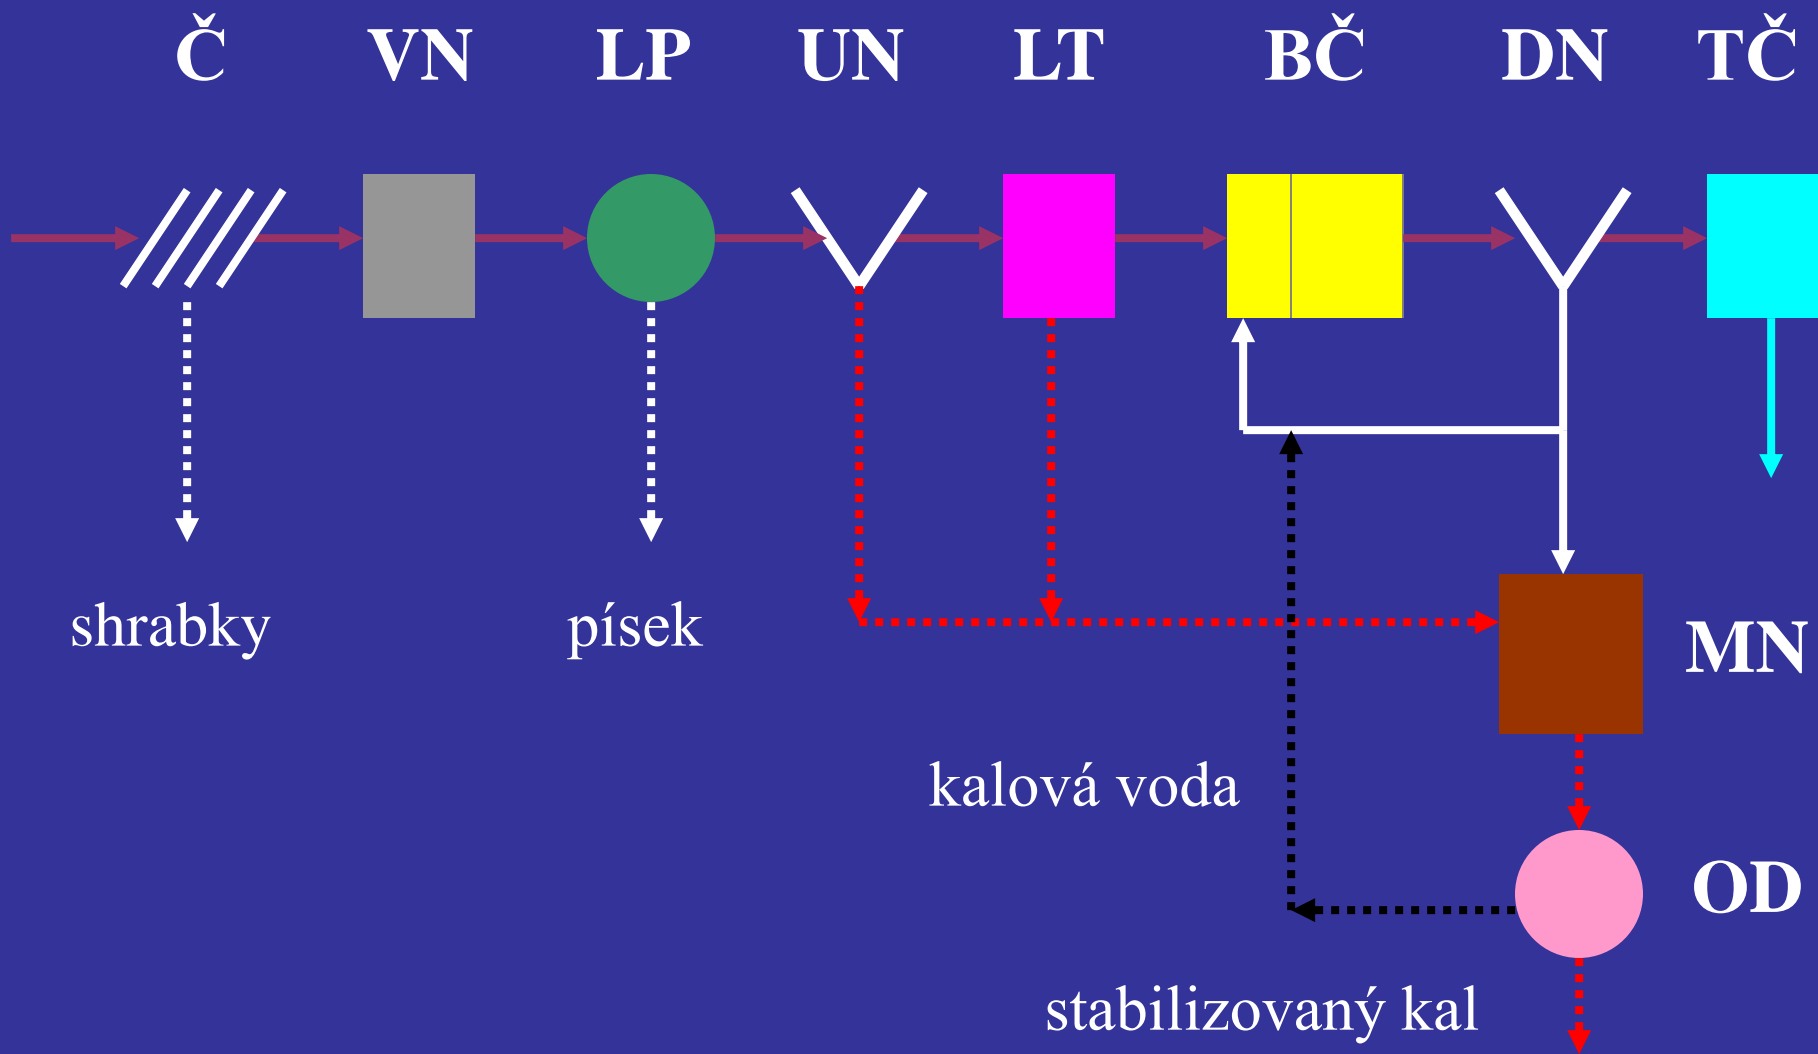 Č VN LP UN LT BČ DN TČ
shrabky písek MN
kalová voda
OD
stabilizovaný kal